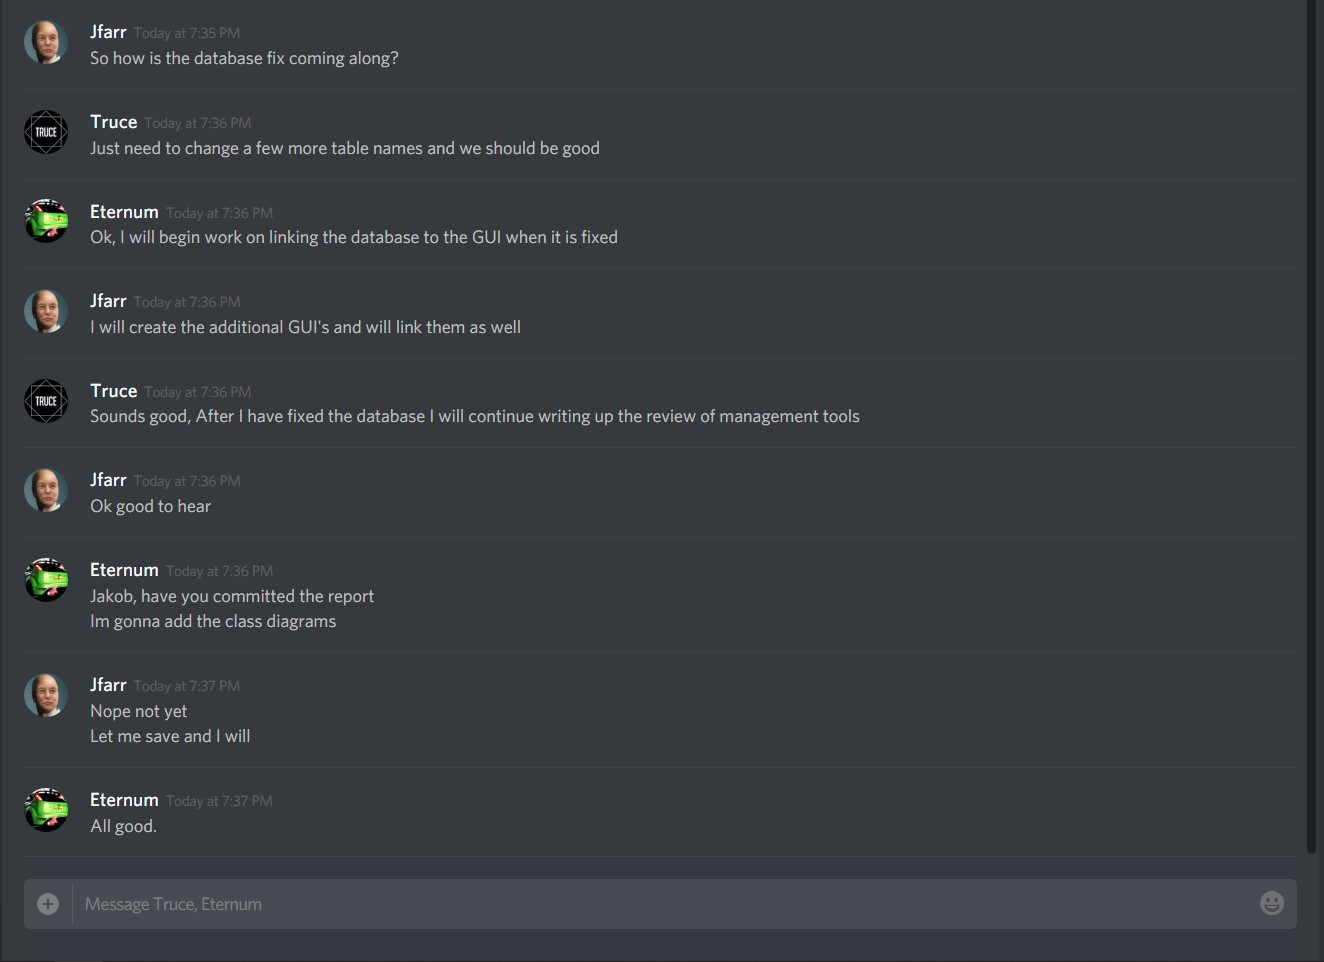 Jfarr Today at 7:35 PM
So how is the database fix coming along?
TRUCE
Truce Today at 7:36 PM
Just need to change a few more table names and we should be good
Eternum Today at 7:36 PM
Ok, I will begin work on linking the database to the GUI when it is fixed
Jfarr Today at 7:36 PM
I will create the additional GUI's and will link them as well
TRUCE
Truce Today at 7:36 PM
Sounds good, After I have fixed the database I will continue writing up the review of management tools
Jfarr Today at 7:36 PM
Ok good to hear
Eternum Today at 7:36 PM
Jakob, have you committed the report
Im gonna add the class diagrams
Jfarr Today at 7:37 PM
Nope not yet
Let me save and I will
Eternum Today at 7:37 PM
All good.
Message Truce, Eternum